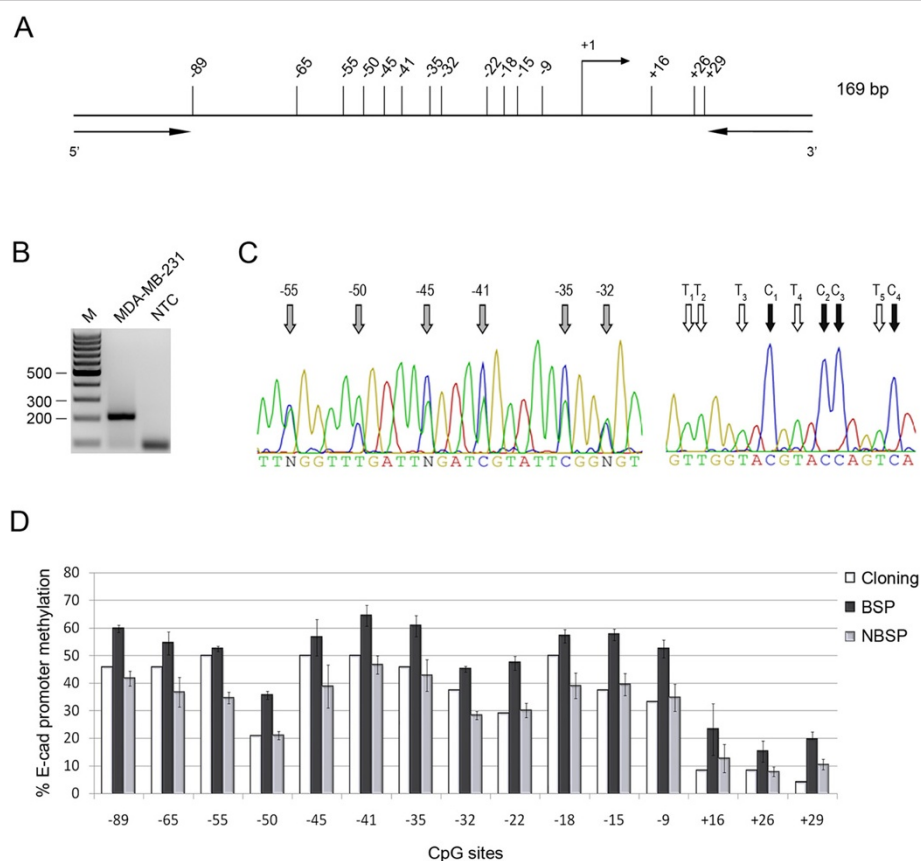 A
-89 -65 -55 -50 -45 -41 -35 -32 -22 -18 -15 -9 +1 +16 +26 +29
169 bp
5' 3'
B
M MDA-MB-231 NTC
500
300
200
C
-55 -50 -45 -41 -35 -32
T1 T2 T3 C1 T4 C2 C3 T5 C4
TTNGGTTTGATTNGATCGTATTCGGNGT
GTTGGTACGTACCAGTCA
D
80
70
60
50
40
30
20
10
0
% E-cad promoter methylation
Cloning
BSP
NBSP
-89 -65 -55 -50 -45 -41 -35 -32 -22 -18 -15 -9 +16 +26 +29
CpG sites